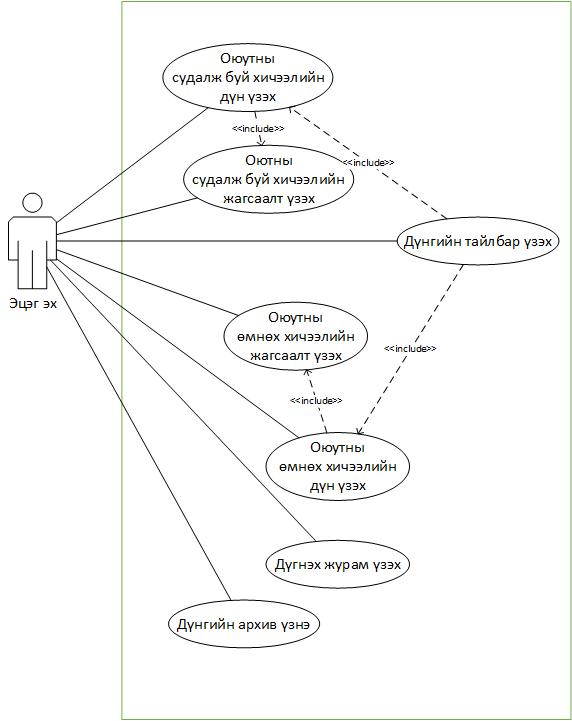 Оюутны
судалж буй хичээлийн
дүн үзэх
<<include>>
Оютны
судалж буй хичээлийн
жагсаалт үзэх
<<include>>
Дүнгийн тайлбар үзэх
Эцэг эх
Оюутны
өмнөх хичээлийн
жагсаалт үзэх
<<include>>
<<include>>
Оюутны
өмнөх хичээлийн
дүн үзэх
Дүгнэх журам үзэх
Дүнгийн архив үзнэ